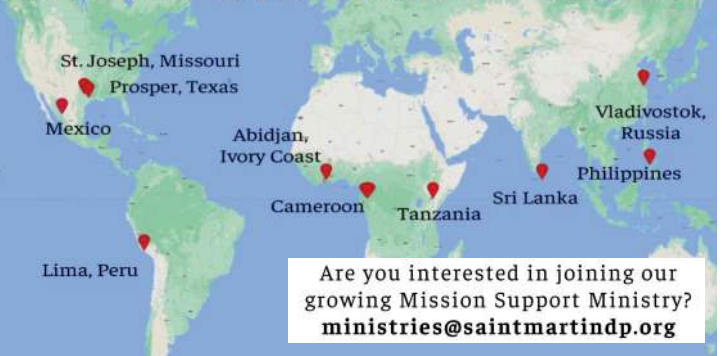 St. Joseph, Missouri
Prosper, Texas
Mexico
Abidjan,
Ivory Coast
Cameroon
Tanzania
Sri Lanka
Vladivostok,
Russia
Philippines
Lima, Peru
Are you interested in joining our
growing Mission Support Ministry?
ministries@saintmartindp.org